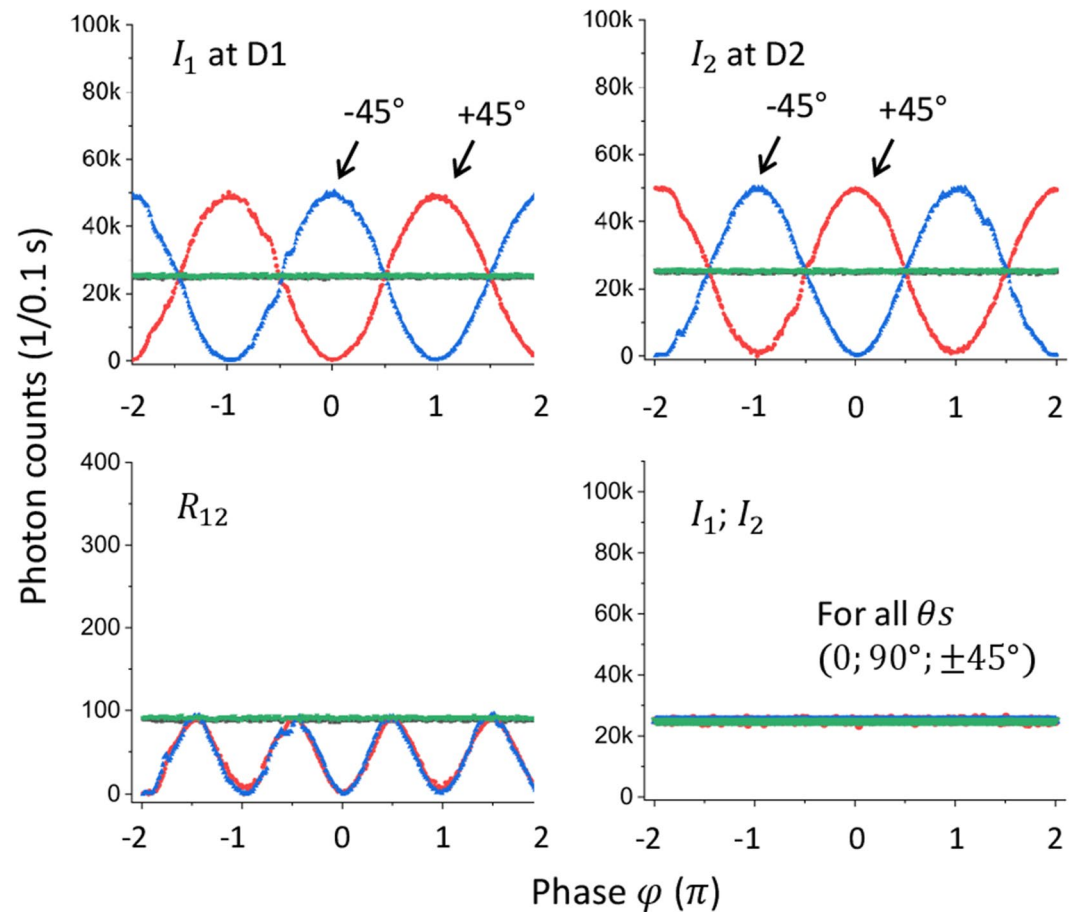 Photon counts (1/0.1 s)
100k
80k
60k
40k
20k
0
I₁ at D1
-45°
+45°
-2 -1 0 1 2
100k
80k
60k
40k
20k
0
I₂ at D2
-45°
+45°
-2 -1 0 1 2
400
300
200
100
0
R₁₂
-2 -1 0 1 2
100k
80k
60k
40k
20k
0
I₁; I₂
For all θs
(0; 90°; ±45°)
-2 -1 0 1 2
Phase φ (π)